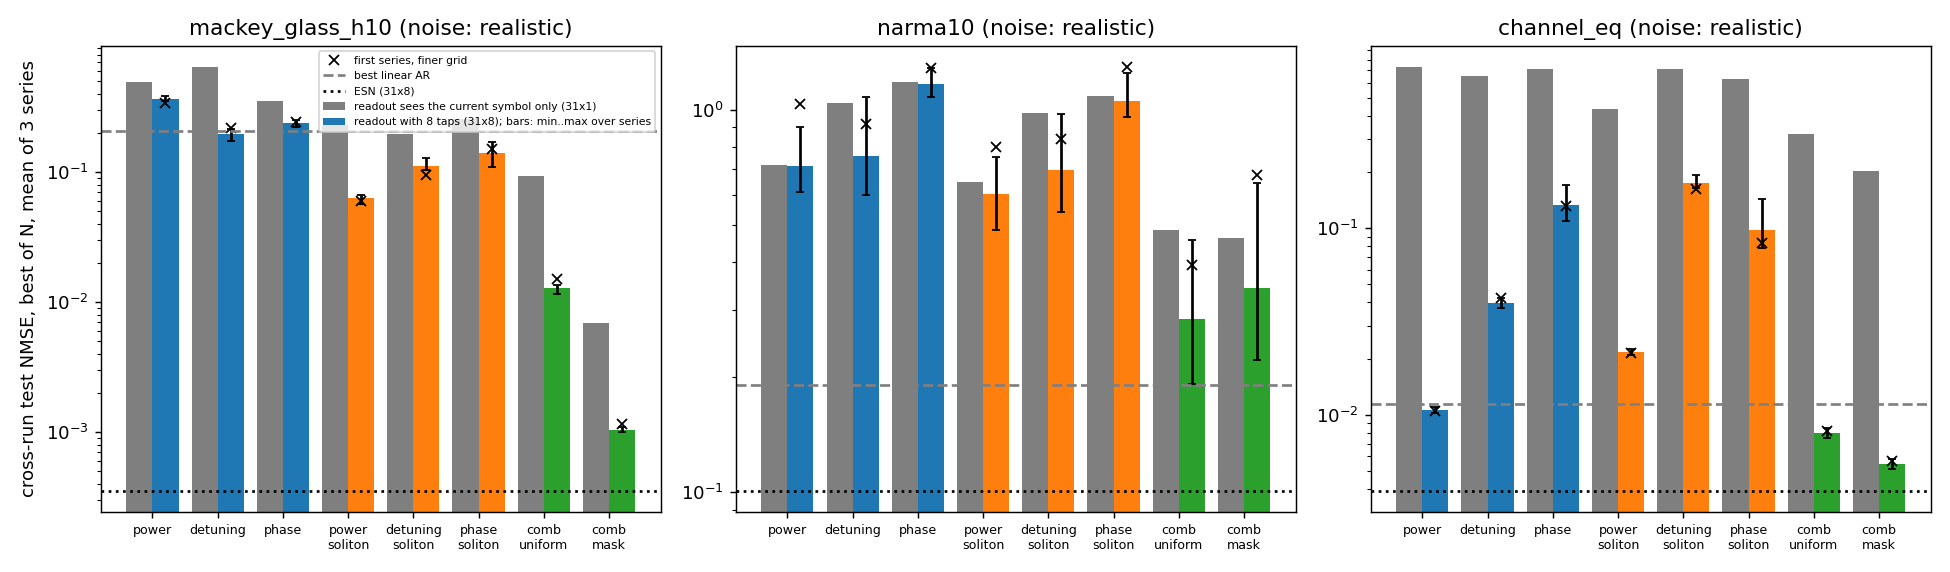 mackey_glass_h10 (noise: realistic)
narma10 (noise: realistic)
channel_eq (noise: realistic)
cross-run test NMSE, best of N, mean of 3 series
first series, finer grid
best linear AR
ESN (31x8)
readout sees the current symbol only (31x1)
readout with 8 taps (31x8); bars: min..max over series
10⁻¹
10⁻²
10⁻³
power
detuning
phase
power
soliton
detuning
soliton
phase
soliton
comb
uniform
comb
mask
10⁰
10⁻¹
power
detuning
phase
power
soliton
detuning
soliton
phase
soliton
comb
uniform
comb
mask
10⁻¹
10⁻²
power
detuning
phase
power
soliton
detuning
soliton
phase
soliton
comb
uniform
comb
mask